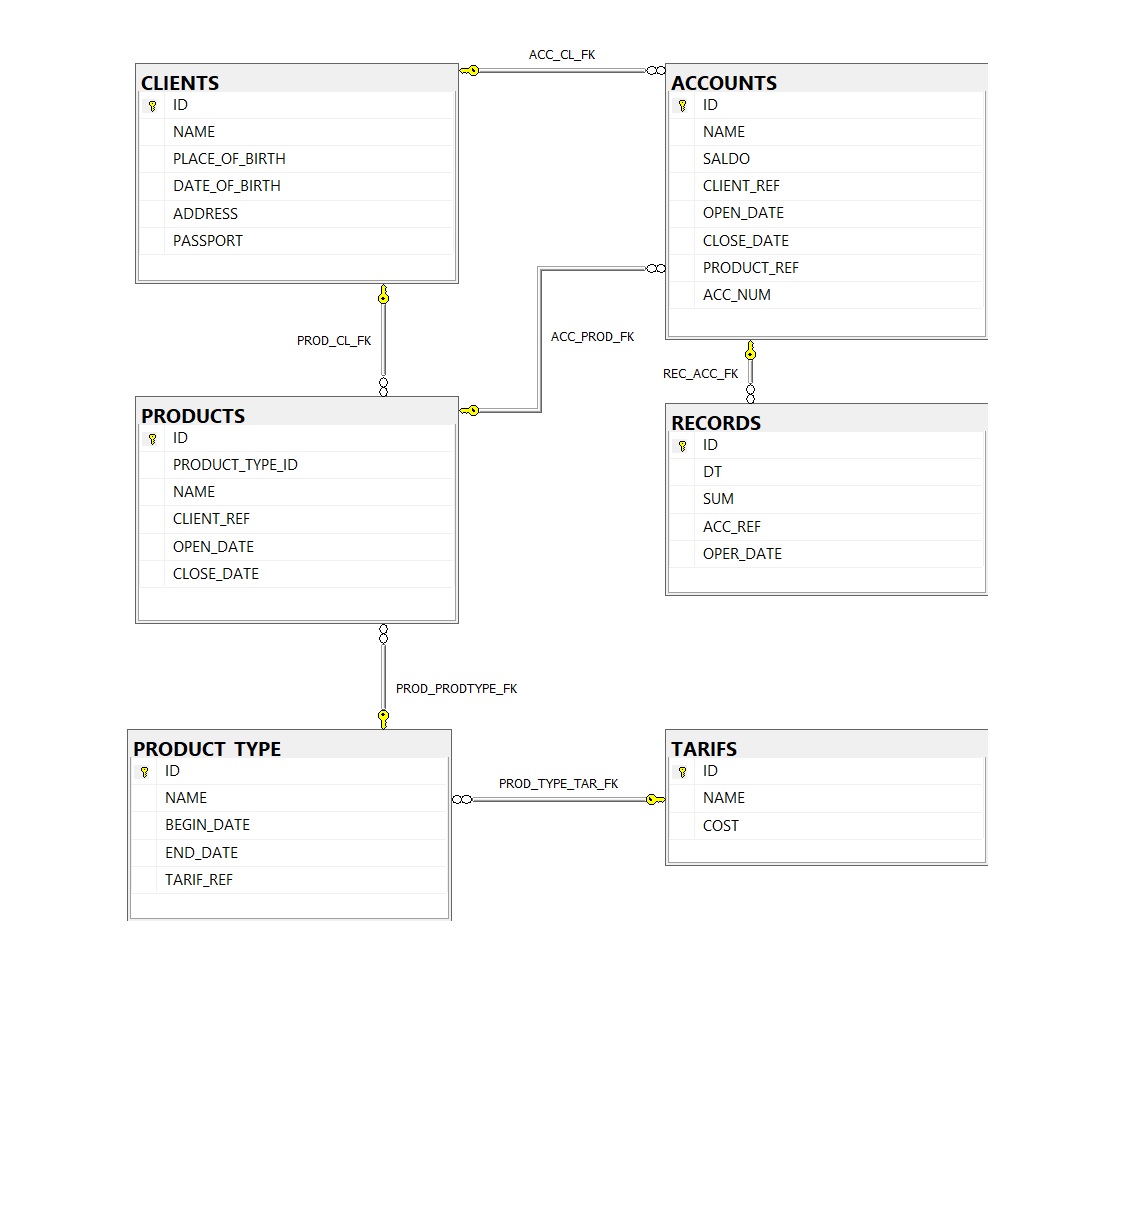 ACC_CL_FK
CLIENTS
ID
NAME
PLACE_OF_BIRTH
DATE_OF_BIRTH
ADDRESS
PASSPORT
ACCOUNTS
ID
NAME
SALDO
CLIENT_REF
OPEN_DATE
CLOSE_DATE
PRODUCT_REF
ACC_NUM
PROD_CL_FK
ACC_PROD_FK
REC_ACC_FK
PRODUCTS
ID
PRODUCT_TYPE_ID
NAME
CLIENT_REF
OPEN_DATE
CLOSE_DATE
RECORDS
ID
DT
SUM
ACC_REF
OPER_DATE
PROD_PRODTYPE_FK
PRODUCT_TYPE
ID
NAME
BEGIN_DATE
END_DATE
TARIF_REF
PROD_TYPE_TAR_FK
TARIFS
ID
NAME
COST